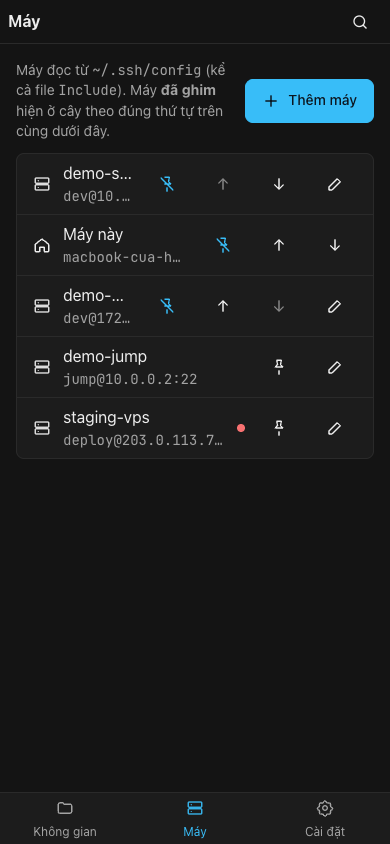 Máy
Máy đọc từ ~/.ssh/config (kể
cả file Include). Máy đã ghim
hiện ở cây theo đúng thứ tự trên
cùng dưới đây.
Thêm máy
demo-s...
dev@10....
Máy này
macbook-cua-h...
demo-...
dev@172...
demo-jump
jump@10.0.0.2:22
staging-vps
deploy@203.0.113.7...
Không gian
Máy
Cài đặt